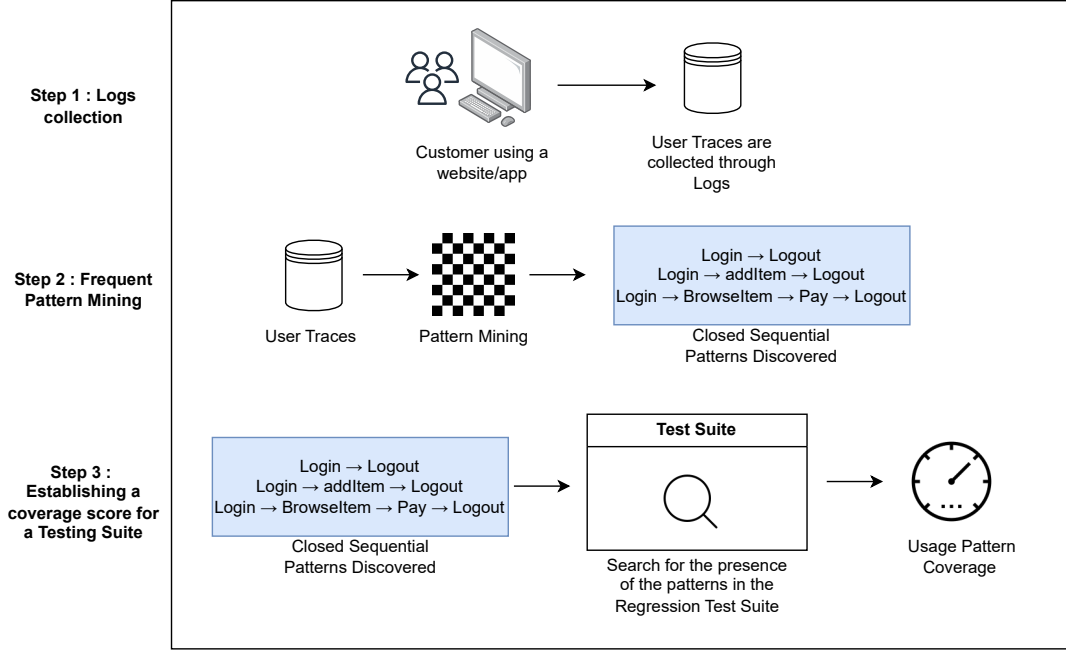 Step 1 : Logs
collection
Customer using a
website/app
User Traces are
collected through
Logs
Step 2 : Frequent
Pattern Mining
User Traces
Pattern Mining
Login → Logout
Login → addItem → Logout
Login → BrowseItem → Pay → Logout
Closed Sequential
Patterns Discovered
Step 3 :
Establishing a
coverage score for
a Testing Suite
Login → Logout
Login → addItem → Logout
Login → BrowseItem → Pay → Logout
Closed Sequential
Patterns Discovered
Test Suite
Search for the presence
of the patterns in the
Regression Test Suite
Usage Pattern
Coverage